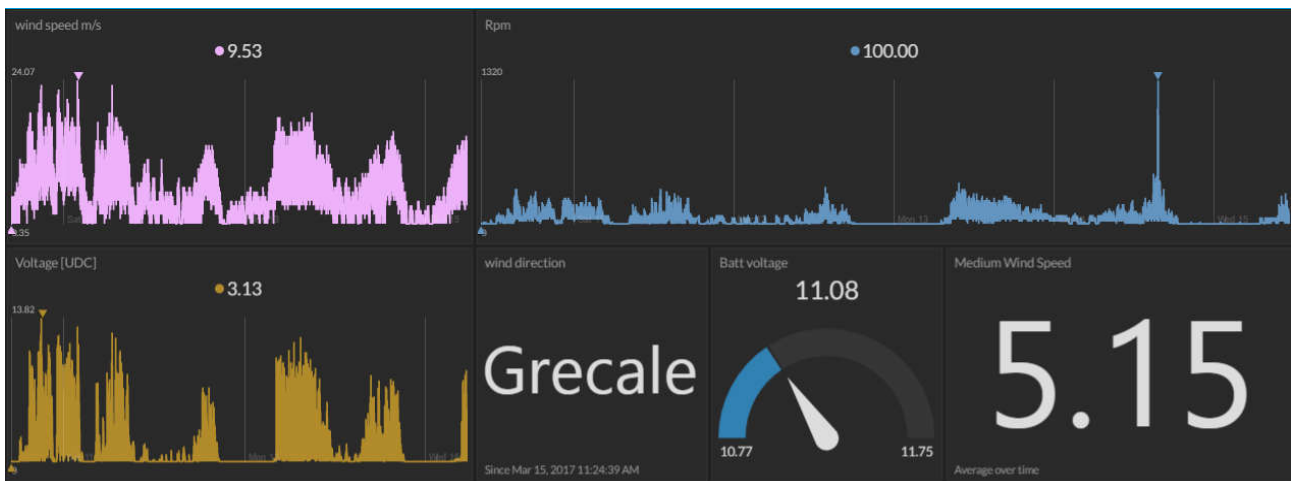 wind speed m/s
9.53
24.07
Rpm
100.00
1320
Mon 13
Wed 15
Voltage [UDC]
3.13
13.82
wind direction
Grecale
Since Mar 15, 2017 11:24:39 AM
Batt voltage
11.08
10.77
11.75
Medium Wind Speed
5.15
Average over time